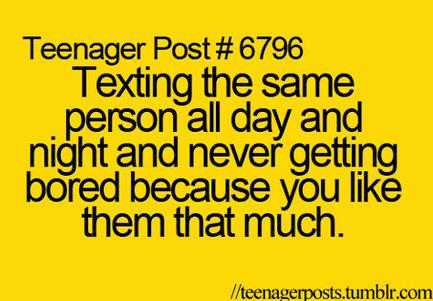 Teenager Post # 6796
Texting the same
person all day and
night and never getting
bored because you like
them that much.
//teenagerposts.tumblr.com